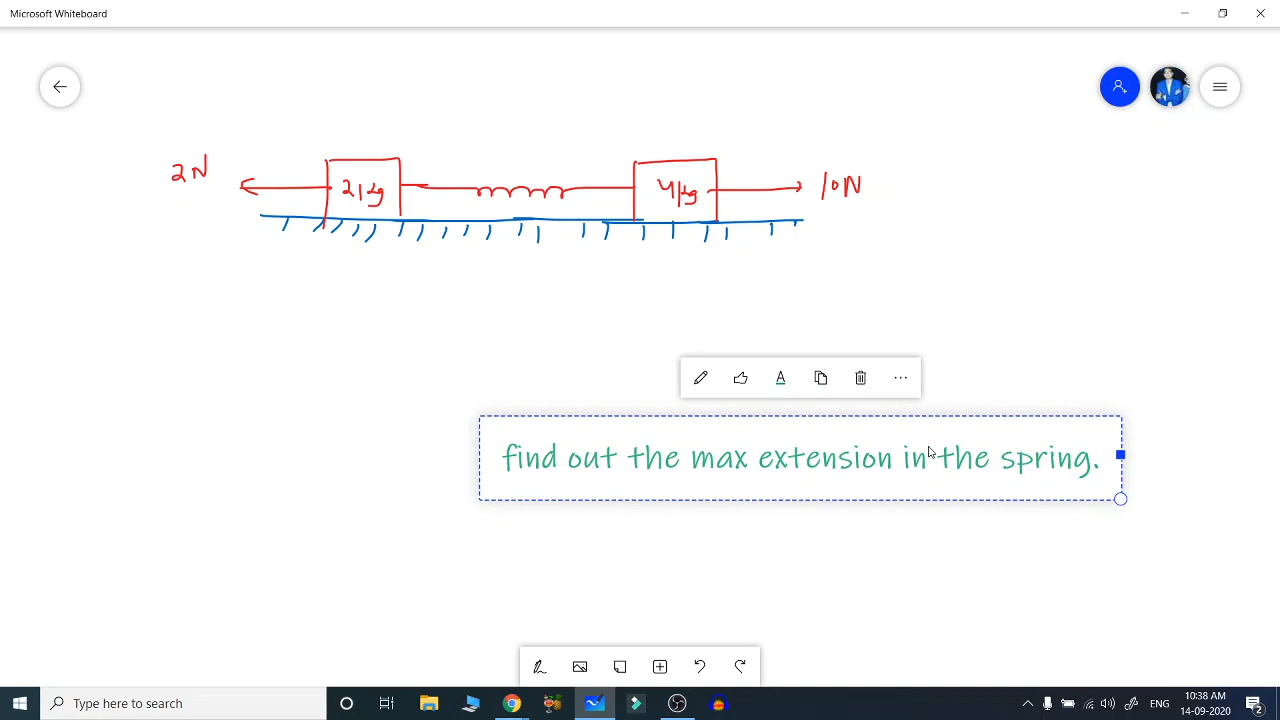 Microsoft Whiteboard
2N
2kg
4kg
10N
find out the max extension in the spring.
Type here to search
ENG
10:38 AM
14-09-2020
2